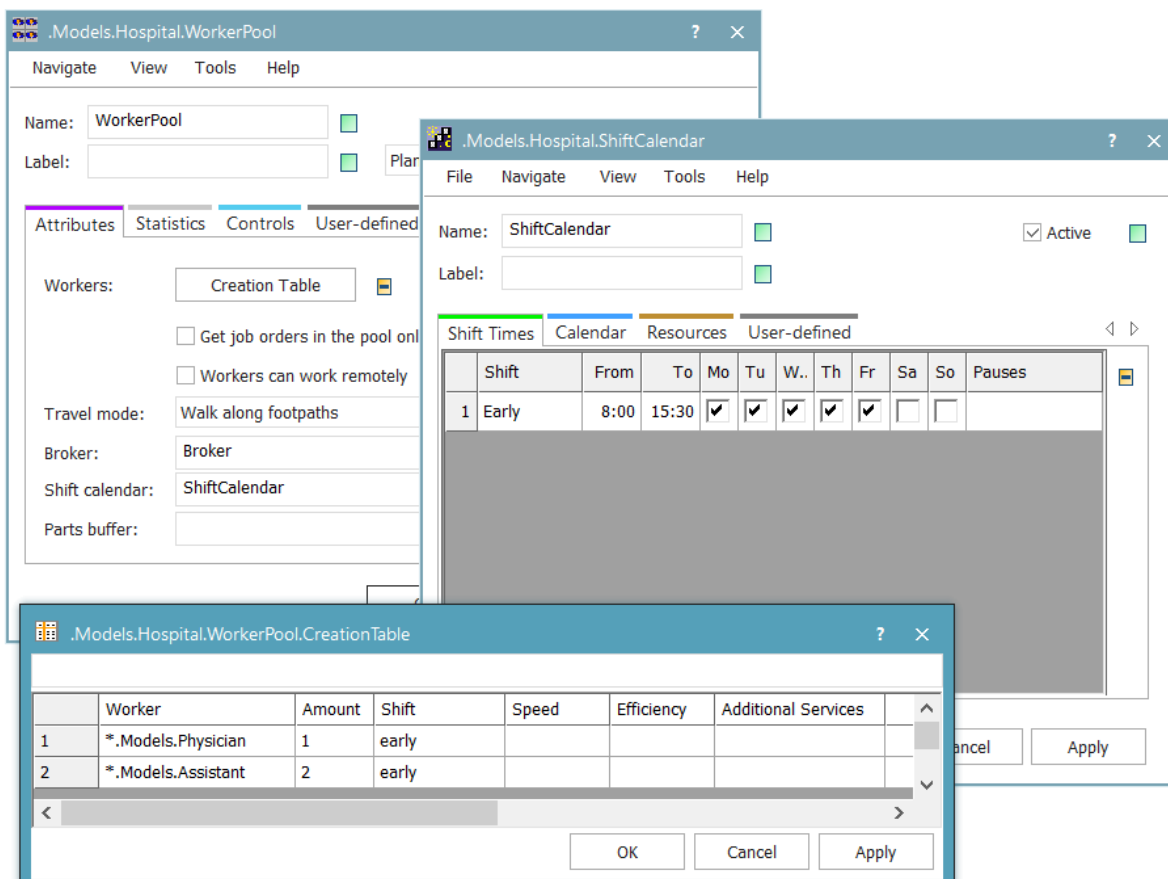 .Models.Hospital.WorkerPool ? ×
Navigate View Tools Help
Name: WorkerPool
Label: Plan
Attributes Statistics Controls User-defined
Workers: Creation Table
Get job orders in the pool onl
Workers can work remotely
Travel mode: Walk along footpaths
Broker: Broker
Shift calendar: ShiftCalendar
Parts buffer:
.Models.Hospital.ShiftCalendar ? ×
File Navigate View Tools Help
Name: ShiftCalendar Active
Label:
Shift Times Calendar Resources User-defined
Shift From To Mo Tu W.. Th Fr Sa So Pauses
1 Early 8:00 15:30
ancel Apply
.Models.Hospital.WorkerPool.CreationTable ? ×
Worker Amount Shift Speed Efficiency Additional Services
1 *.Models.Physician 1 early
2 *.Models.Assistant 2 early
OK Cancel Apply